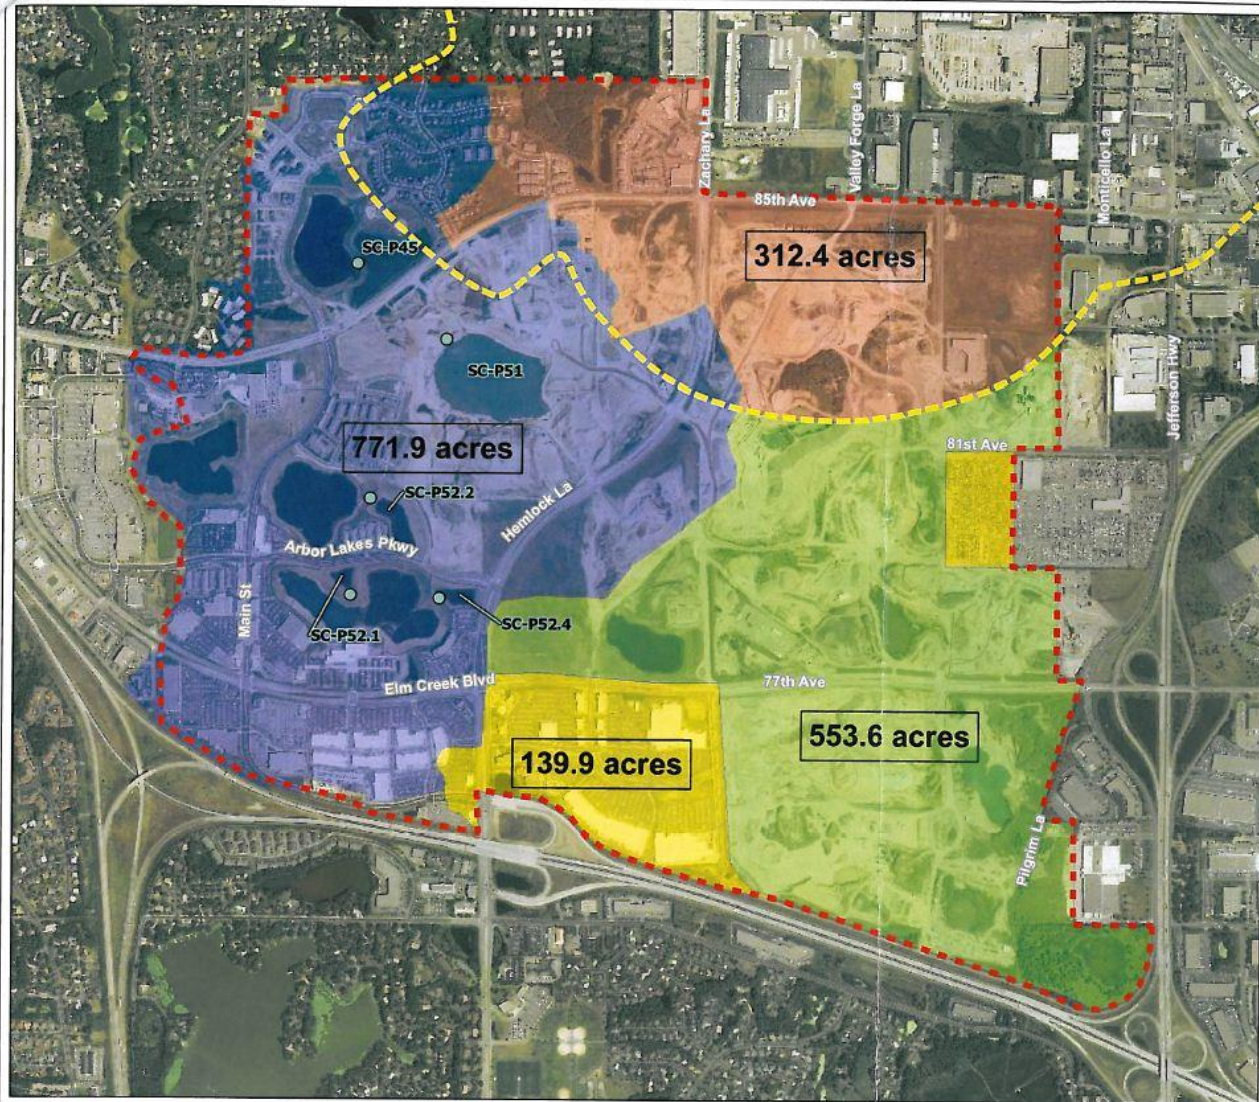 Zachary La
Valley Forge La
Monticello La
85th Ave
SC-P45
312.4 acres
SC-P51
Jefferson Hwy
771.9 acres
81st Ave
SC-P52.2
Hemlock La
Arbor Lakes Pkwy
Main St
SC-P52.1
SC-P52.4
Elm Creek Blvd
77th Ave
553.6 acres
139.9 acres
Pilgrim La